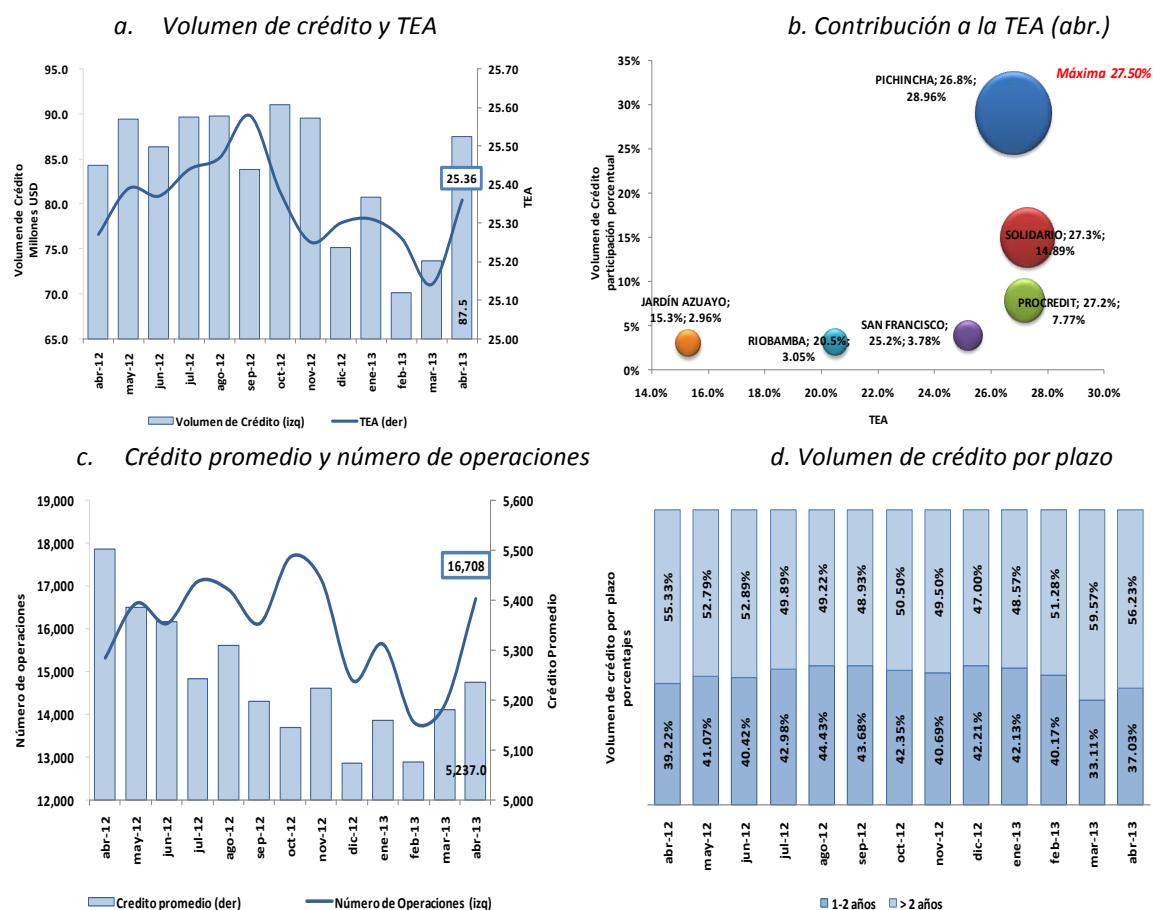 a. Volumen de crédito y TEA
95.0
90.0
85.0
80.0
75.0
70.0
65.0
Volumen de Crédito
Millones USD
25.70
25.60
25.50
25.40
25.30
25.20
25.10
25.00
TEA
25.36
87.5
abr-12
may-12
jun-12
jul-12
ago-12
sep-12
oct-12
nov-12
dic-12
ene-13
feb-13
mar-13
abr-13
Volumen de Crédito (izq)
TEA (der)
b. Contribución a la TEA (abr.)
35%
30%
25%
20%
15%
10%
5%
0%
Volumen de Crédito
participación porcentual
Máxima 27.50%
PICHINCHA; 26.8%;
28.96%
SOLIDARIO; 27.3%;
14.89%
PROCREDIT; 27.2%;
7.77%
JARDÍN AZUAYO;
15.3%; 2.96%
RIOBAMBA; 20.5%;
3.05%
SAN FRANCISCO;
25.2%; 3.78%
14.0%
16.0%
18.0%
20.0%
22.0%
24.0%
26.0%
28.0%
30.0%
TEA
c. Crédito promedio y número de operaciones
19,000
18,000
17,000
16,000
15,000
14,000
13,000
12,000
Número de operaciones
5,600
5,500
5,400
5,300
5,200
5,100
5,000
Crédito Promedio
16,708
5,237.0
abr-12
may-12
jun-12
jul-12
ago-12
sep-12
oct-12
nov-12
dic-12
ene-13
feb-13
mar-13
abr-13
Credito promedio (der)
Número de Operaciones (izq)
d. Volumen de crédito por plazo
Volumen de crédito por plazo
porcentajes
55.33%
52.79%
52.89%
49.89%
49.22%
48.93%
50.50%
49.50%
47.00%
48.57%
51.28%
59.57%
56.23%
39.22%
41.07%
40.42%
42.98%
44.43%
43.68%
42.35%
40.69%
42.21%
42.13%
40.17%
33.11%
37.03%
abr-12
may-12
jun-12
jul-12
ago-12
sep-12
oct-12
nov-12
dic-12
ene-13
feb-13
mar-13
abr-13
1-2 años
> 2 años